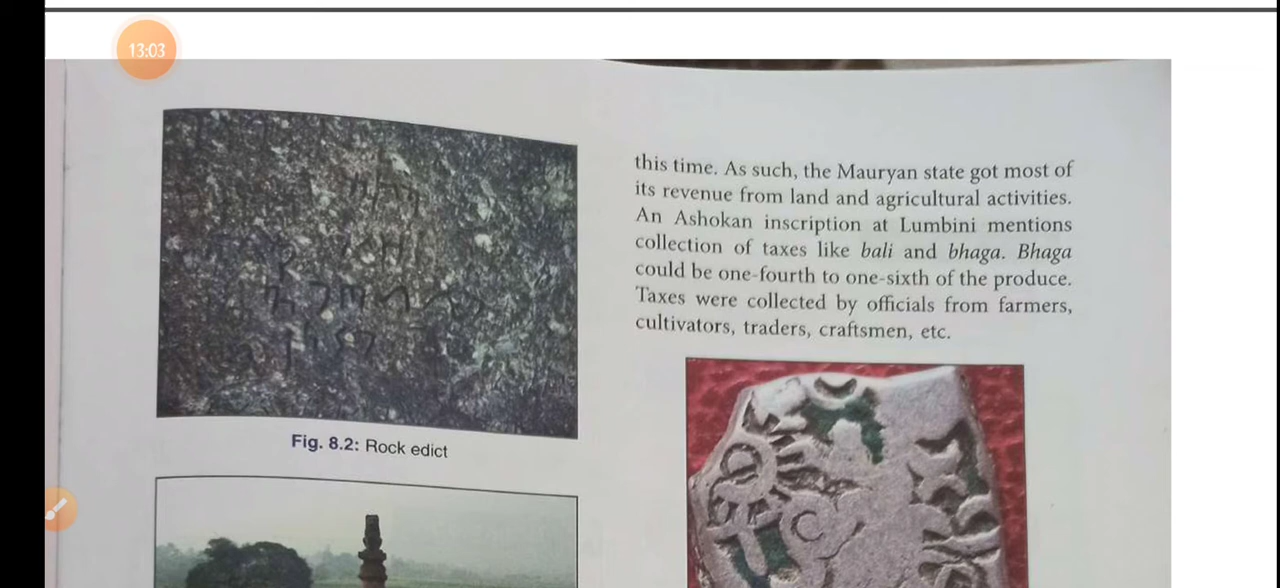 13:03
this time. As such, the Mauryan state got most of
its revenue from land and agricultural activities.
An Ashokan inscription at Lumbini mentions
collection of taxes like bali and bhaga. Bhaga
could be one-fourth to one-sixth of the produce.
Taxes were collected by officials from farmers,
cultivators, traders, craftsmen, etc.
Fig. 8.2: Rock edict